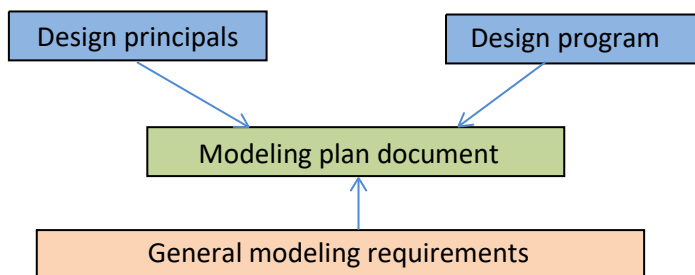 Design principals
Design program
Modeling plan document
General modeling requirements